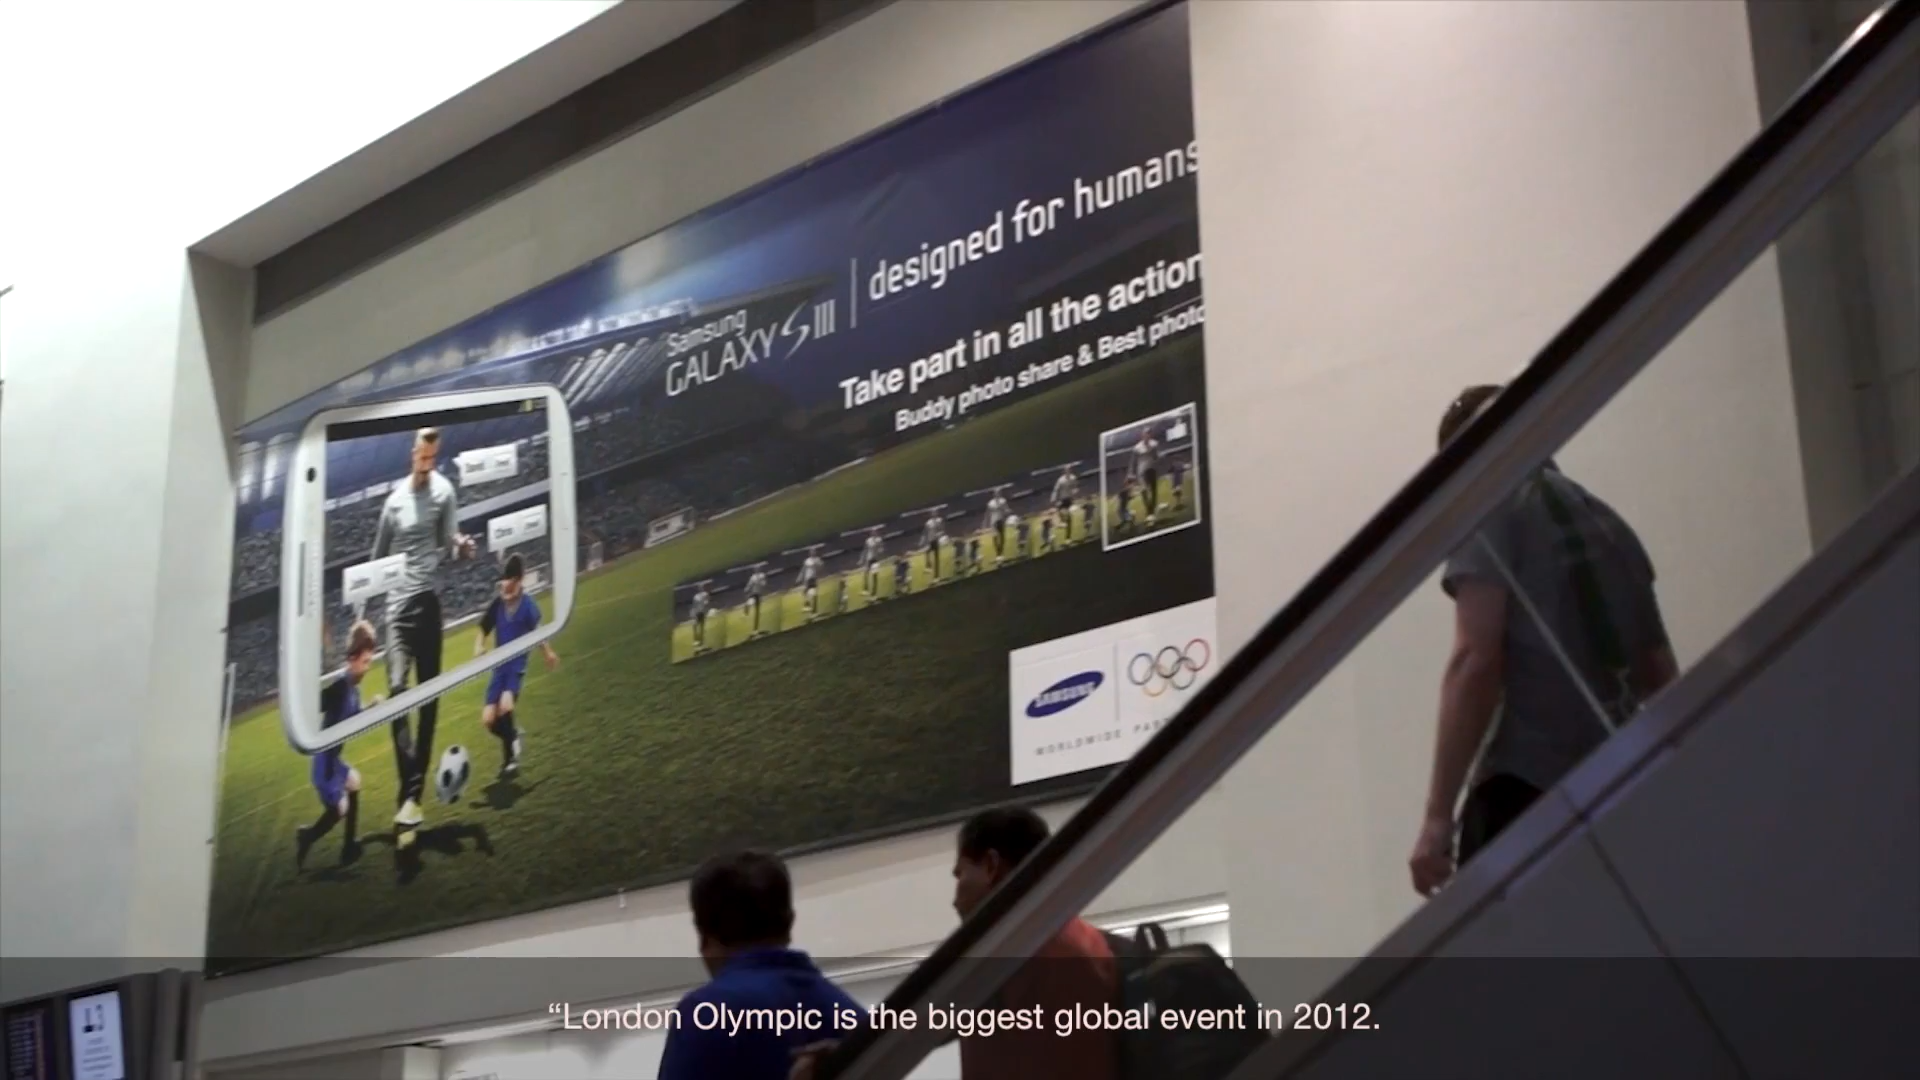 Samsung
GALAXY S III
designed for humans
Take part in all the action
Buddy photo share & Best photo
SAMSUNG
WORLDWIDE
“London Olympic is the biggest global event in 2012.